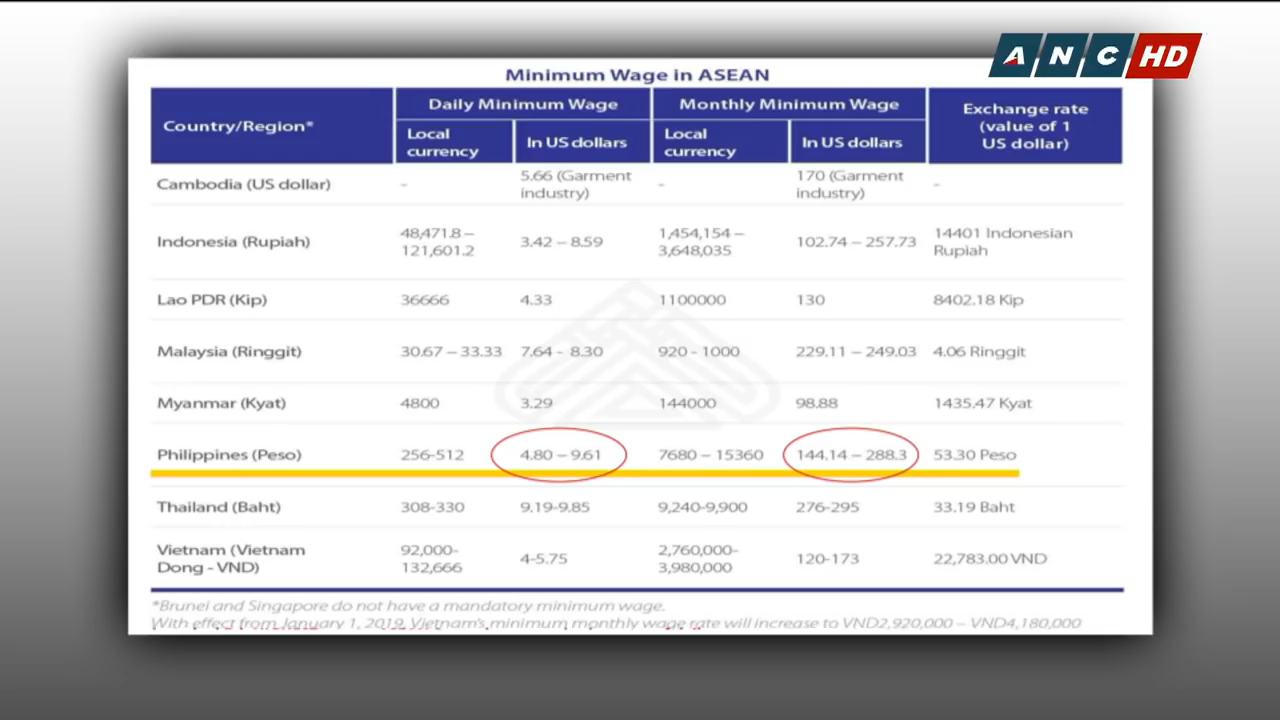 ANC HD
Minimum Wage in ASEAN
Country/Region*
Daily Minimum Wage
Monthly Minimum Wage
Exchange rate
(value of 1
US dollar)
Local
currency
In US dollars
Local
currency
In US dollars
Cambodia (US dollar)
-
5.66 (Garment
industry)
-
170 (Garment
industry)
-
Indonesia (Rupiah)
48,471.8 –
121,601.2
3.42 – 8.59
1,454,154 –
3,648,035
102.74 – 257.73
14401 Indonesian
Rupiah
Lao PDR (Kip)
36666
4.33
1100000
130
8402.18 Kip
Malaysia (Ringgit)
30.67 – 33.33
7.64 - 8.30
920 - 1000
229.11 – 249.03
4.06 Ringgit
Myanmar (Kyat)
4800
3.29
144000
98.88
1435.47 Kyat
Philippines (Peso)
256-512
4.80 – 9.61
7680 – 15360
144.14 – 288.3
53.30 Peso
Thailand (Baht)
308-330
9.19-9.85
9,240-9,900
276-295
33.19 Baht
Vietnam (Vietnam
Dong - VND)
92,000-
132,666
4-5.75
2,760,000-
3,980,000
120-173
22,783.00 VND
*Brunei and Singapore do not have a mandatory minimum wage.
With effect from January 1, 2019, Vietnam's minimum monthly wage rate will increase to VND2,920,000 – VND4,180,000